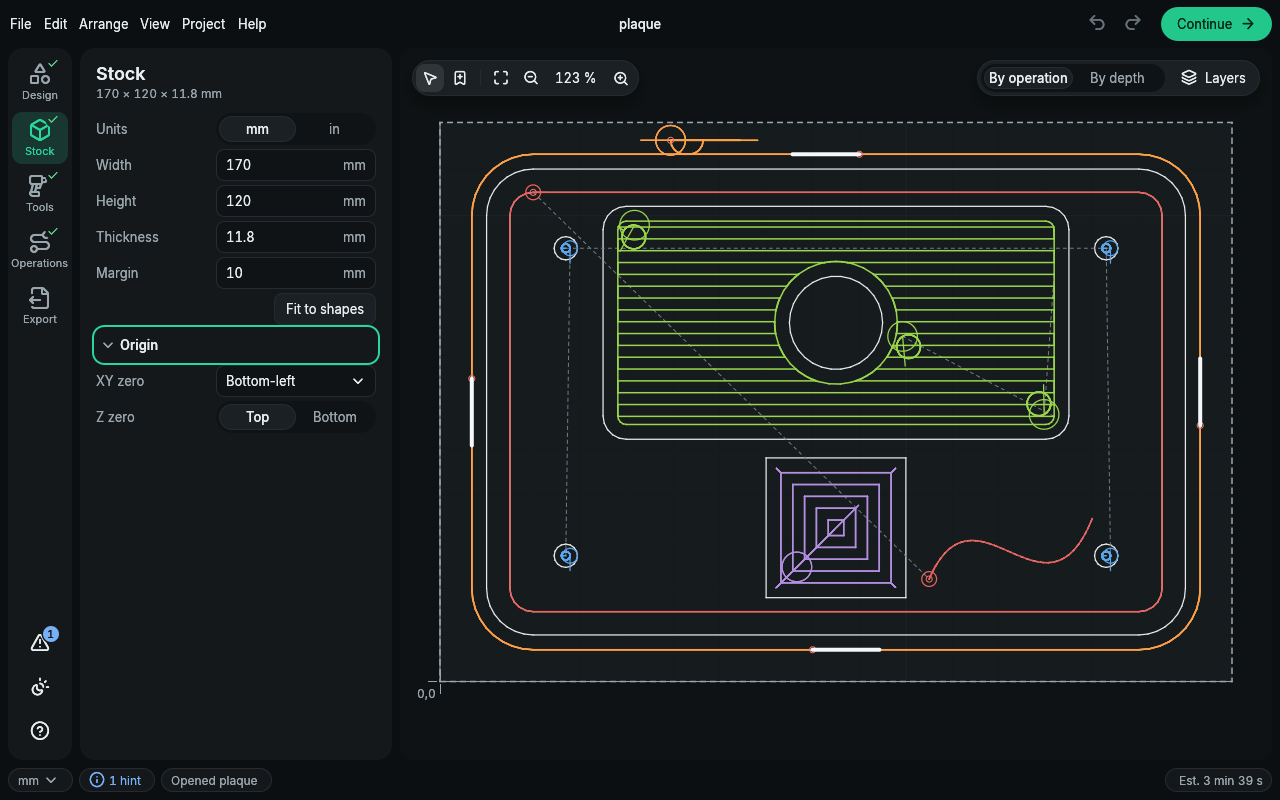 File Edit Arrange View Project Help
plaque
Continue
Design
Stock
Tools
Operations
Export
1
Stock
170 × 120 × 11.8 mm
Units mm in
Width 170 mm
Height 120 mm
Thickness 11.8 mm
Margin 10 mm
Fit to shapes
Origin
XY zero Bottom-left
Z zero Top Bottom
123 %
By operation By depth Layers
0,0
mm 1 hint Opened plaque
Est. 3 min 39 s